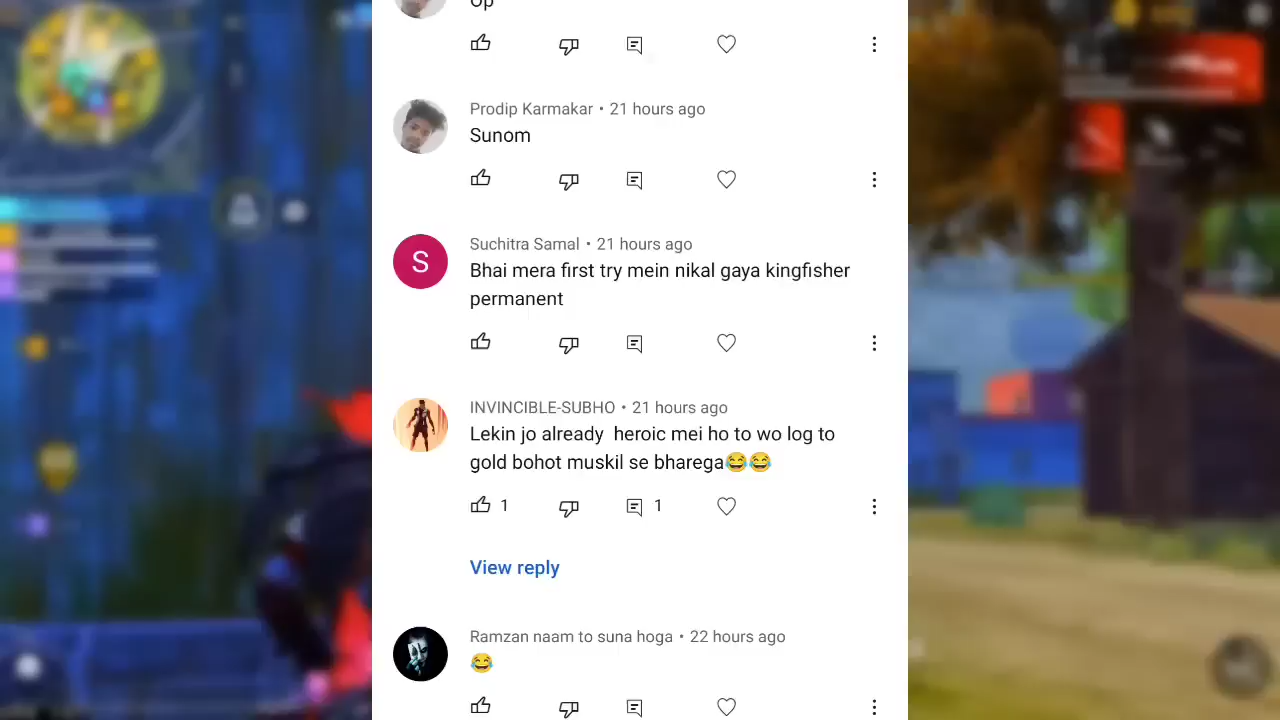 Op
Prodip Karmakar • 21 hours ago
Sunom
S
Suchitra Samal • 21 hours ago
Bhai mera first try mein nikal gaya kingfisher
permanent
INVINCIBLE-SUBHO • 21 hours ago
Lekin jo already heroic mei ho to wo log to
gold bohot muskil se bharega😂😂
1 1
View reply
Ramzan naam to suna hoga • 22 hours ago
😂